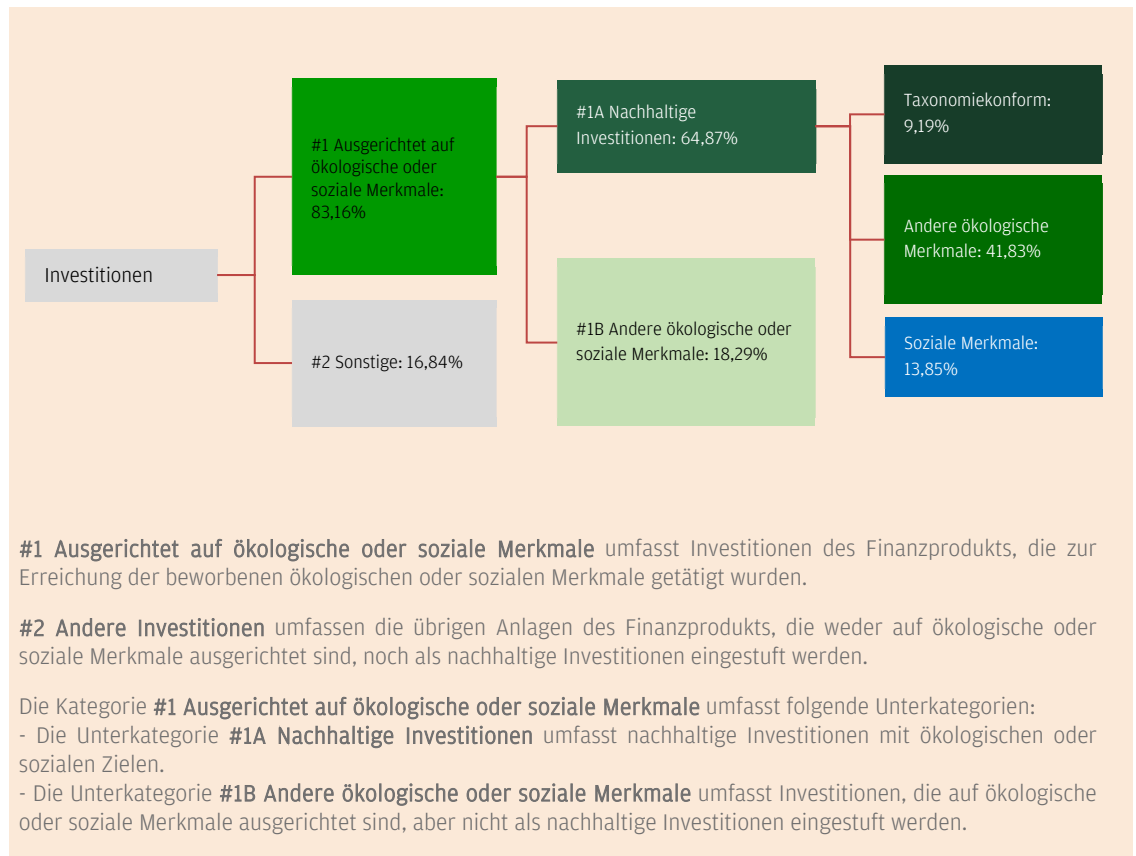 Investitionen
#1 Ausgerichtet auf
ökologische oder
soziale Merkmale:
83,16%
#2 Sonstige: 16,84%
#1A Nachhaltige
Investitionen: 64,87%
#1B Andere ökologische oder
soziale Merkmale: 18,29%
Taxonomiekonform:
9,19%
Andere ökologische
Merkmale: 41,83%
Soziale Merkmale:
13,85%
#1 Ausgerichtet auf ökologische oder soziale Merkmale umfasst Investitionen des Finanzprodukts, die zur
Erreichung der beworbenen ökologischen oder sozialen Merkmale getätigt wurden.
#2 Andere Investitionen umfassen die übrigen Anlagen des Finanzprodukts, die weder auf ökologische oder
soziale Merkmale ausgerichtet sind, noch als nachhaltige Investitionen eingestuft werden.
Die Kategorie #1 Ausgerichtet auf ökologische oder soziale Merkmale umfasst folgende Unterkategorien:
- Die Unterkategorie #1A Nachhaltige Investitionen umfasst nachhaltige Investitionen mit ökologischen oder
sozialen Zielen.
- Die Unterkategorie #1B Andere ökologische oder soziale Merkmale umfasst Investitionen, die auf ökologische
oder soziale Merkmale ausgerichtet sind, aber nicht als nachhaltige Investitionen eingestuft werden.